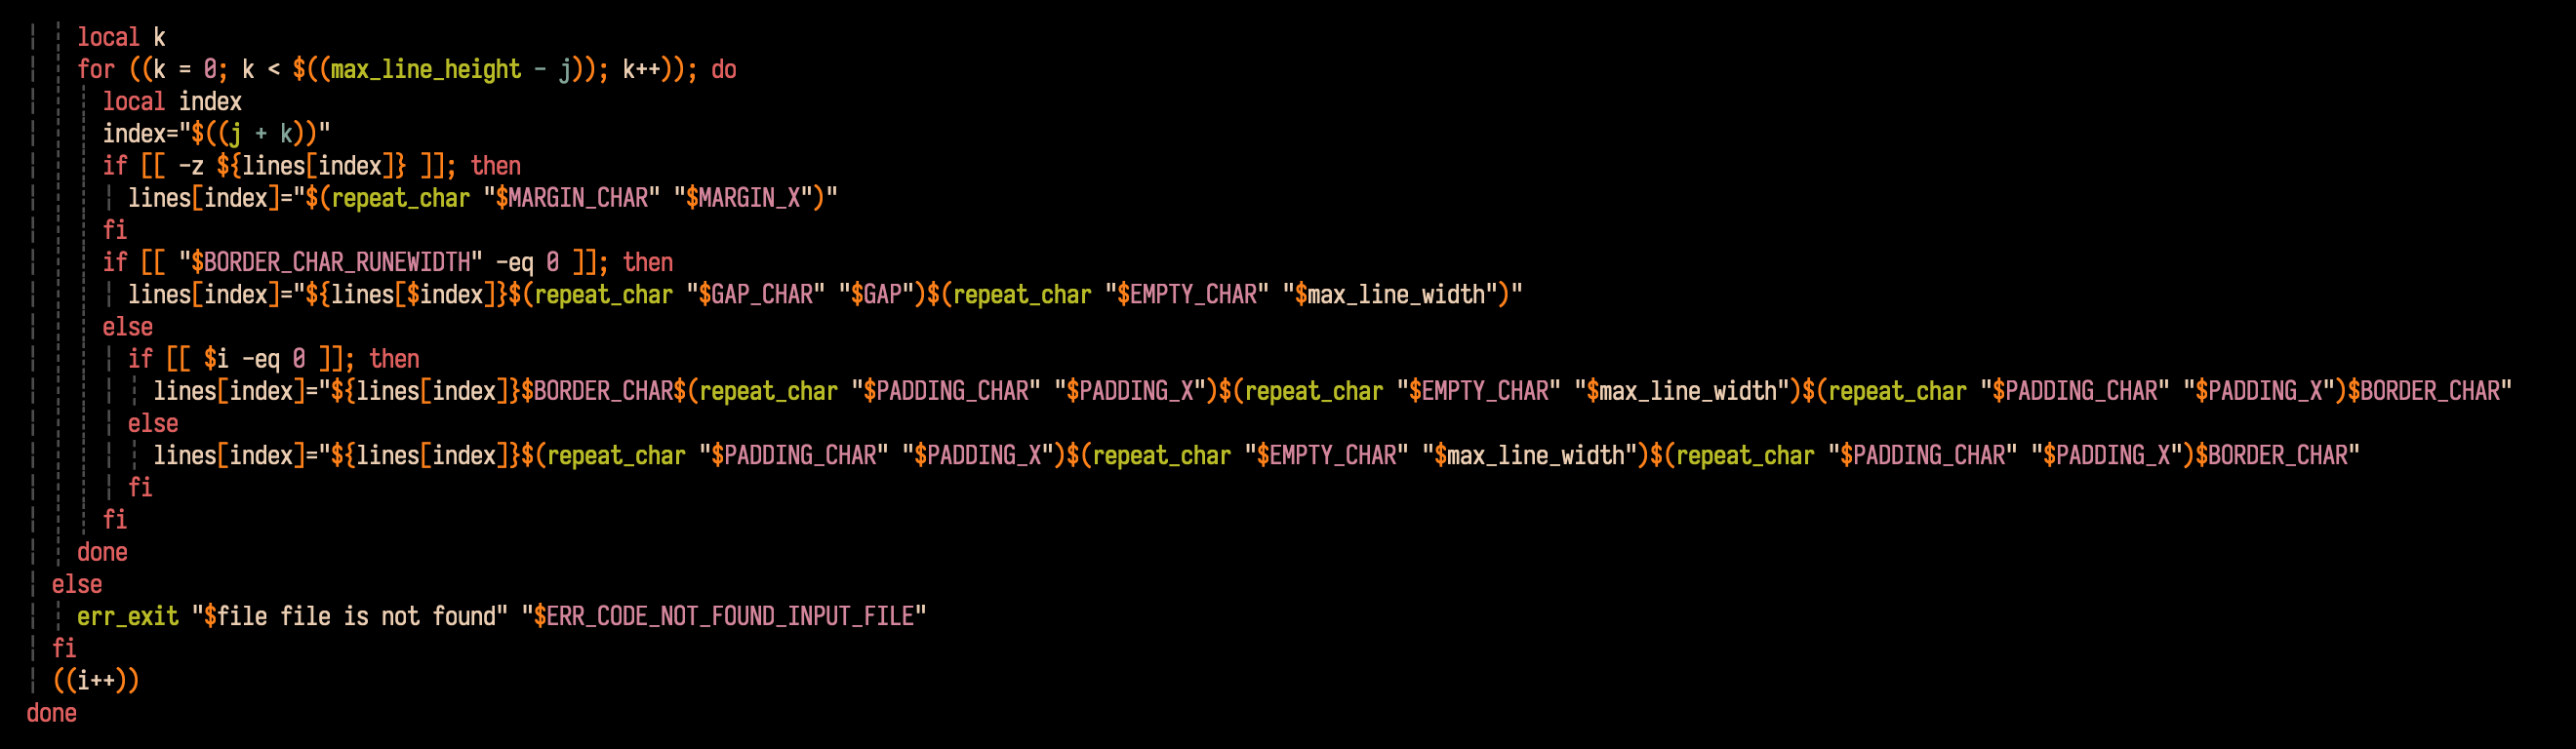 local k
for ((k = 0; k < $((max_line_height - j)); k++)); do
local index
index="$((j + k))"
if [[ -z ${lines[index]} ]]; then
lines[index]="$(repeat_char "$MARGIN_CHAR" "$MARGIN_X")"
fi
if [[ "$BORDER_CHAR_RUNEWIDTH" -eq 0 ]]; then
lines[index]="${lines[$index]}$(repeat_char "$GAP_CHAR" "$GAP")$(repeat_char "$EMPTY_CHAR" "$max_line_width")"
else
if [[ $i -eq 0 ]]; then
lines[index]="${lines[index]}$BORDER_CHAR$(repeat_char "$PADDING_CHAR" "$PADDING_X")$(repeat_char "$EMPTY_CHAR" "$max_line_width")$(repeat_char "$PADDING_CHAR" "$PADDING_X")$BORDER_CHAR"
else
lines[index]="${lines[index]}$(repeat_char "$PADDING_CHAR" "$PADDING_X")$(repeat_char "$EMPTY_CHAR" "$max_line_width")$(repeat_char "$PADDING_CHAR" "$PADDING_X")$BORDER_CHAR"
fi
fi
done
else
err_exit "$file file is not found" "$ERR_CODE_NOT_FOUND_INPUT_FILE"
fi
((i++))
done